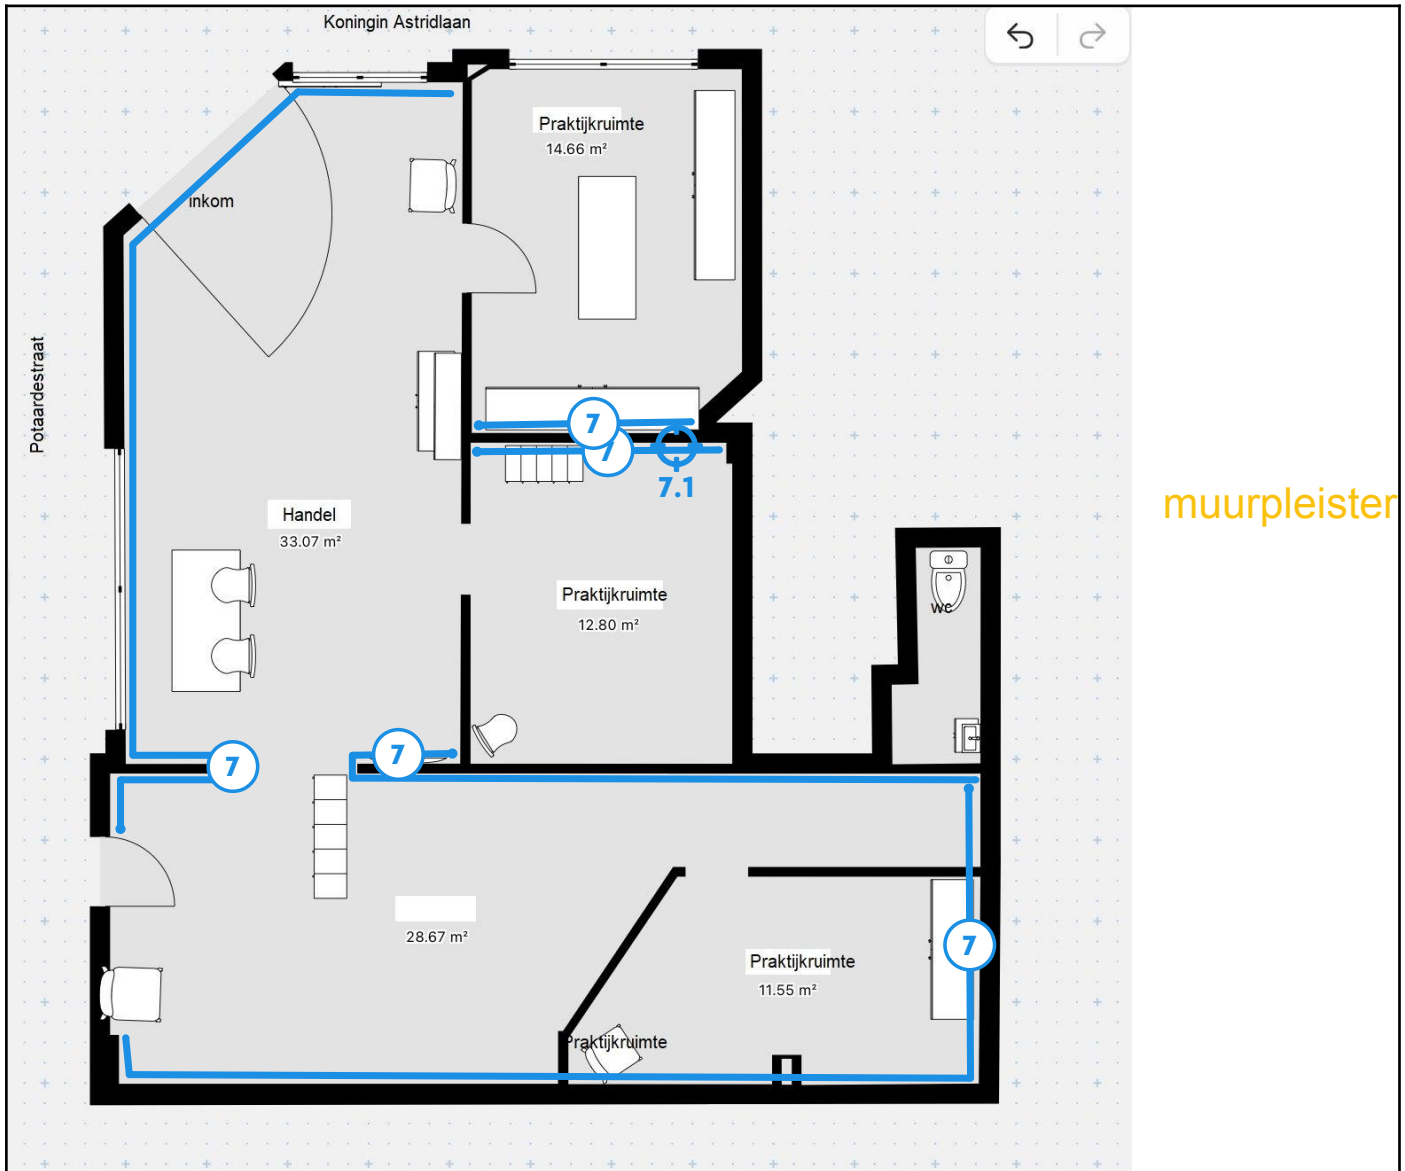 Koningin Astridlaan
Praktijkruimte
14.66 m²
inkom
Potaardestraat
7
7
7.1
muurpleister
Handel
33.07 m²
Praktijkruimte
12.80 m²
wc
7
7
28.67 m²
7
Praktijkruimte
11.55 m²
Praktijkruimte